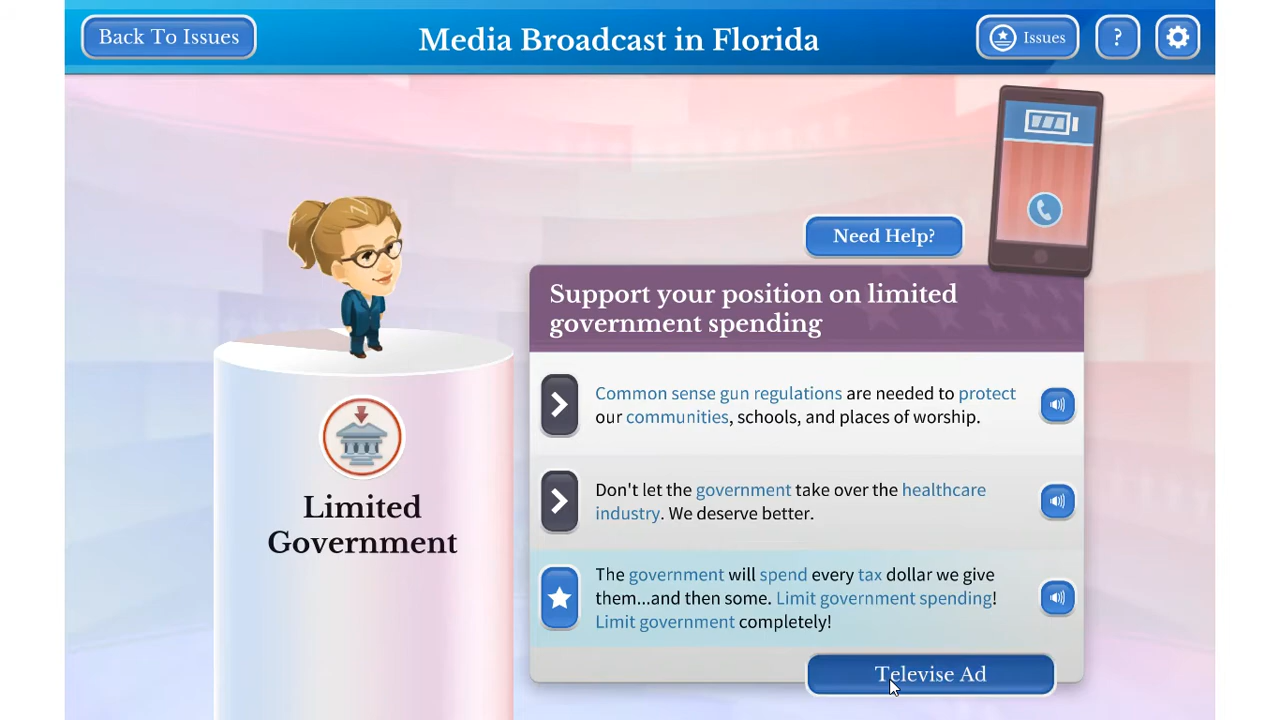 Back To Issues
Media Broadcast in Florida
Issues
?
Need Help?
Support your position on limited
government spending
Common sense gun regulations are needed to protect
our communities, schools, and places of worship.
Don't let the government take over the healthcare
industry. We deserve better.
The government will spend every tax dollar we give
them...and then some. Limit government spending!
Limit government completely!
Televise Ad
Limited
Government